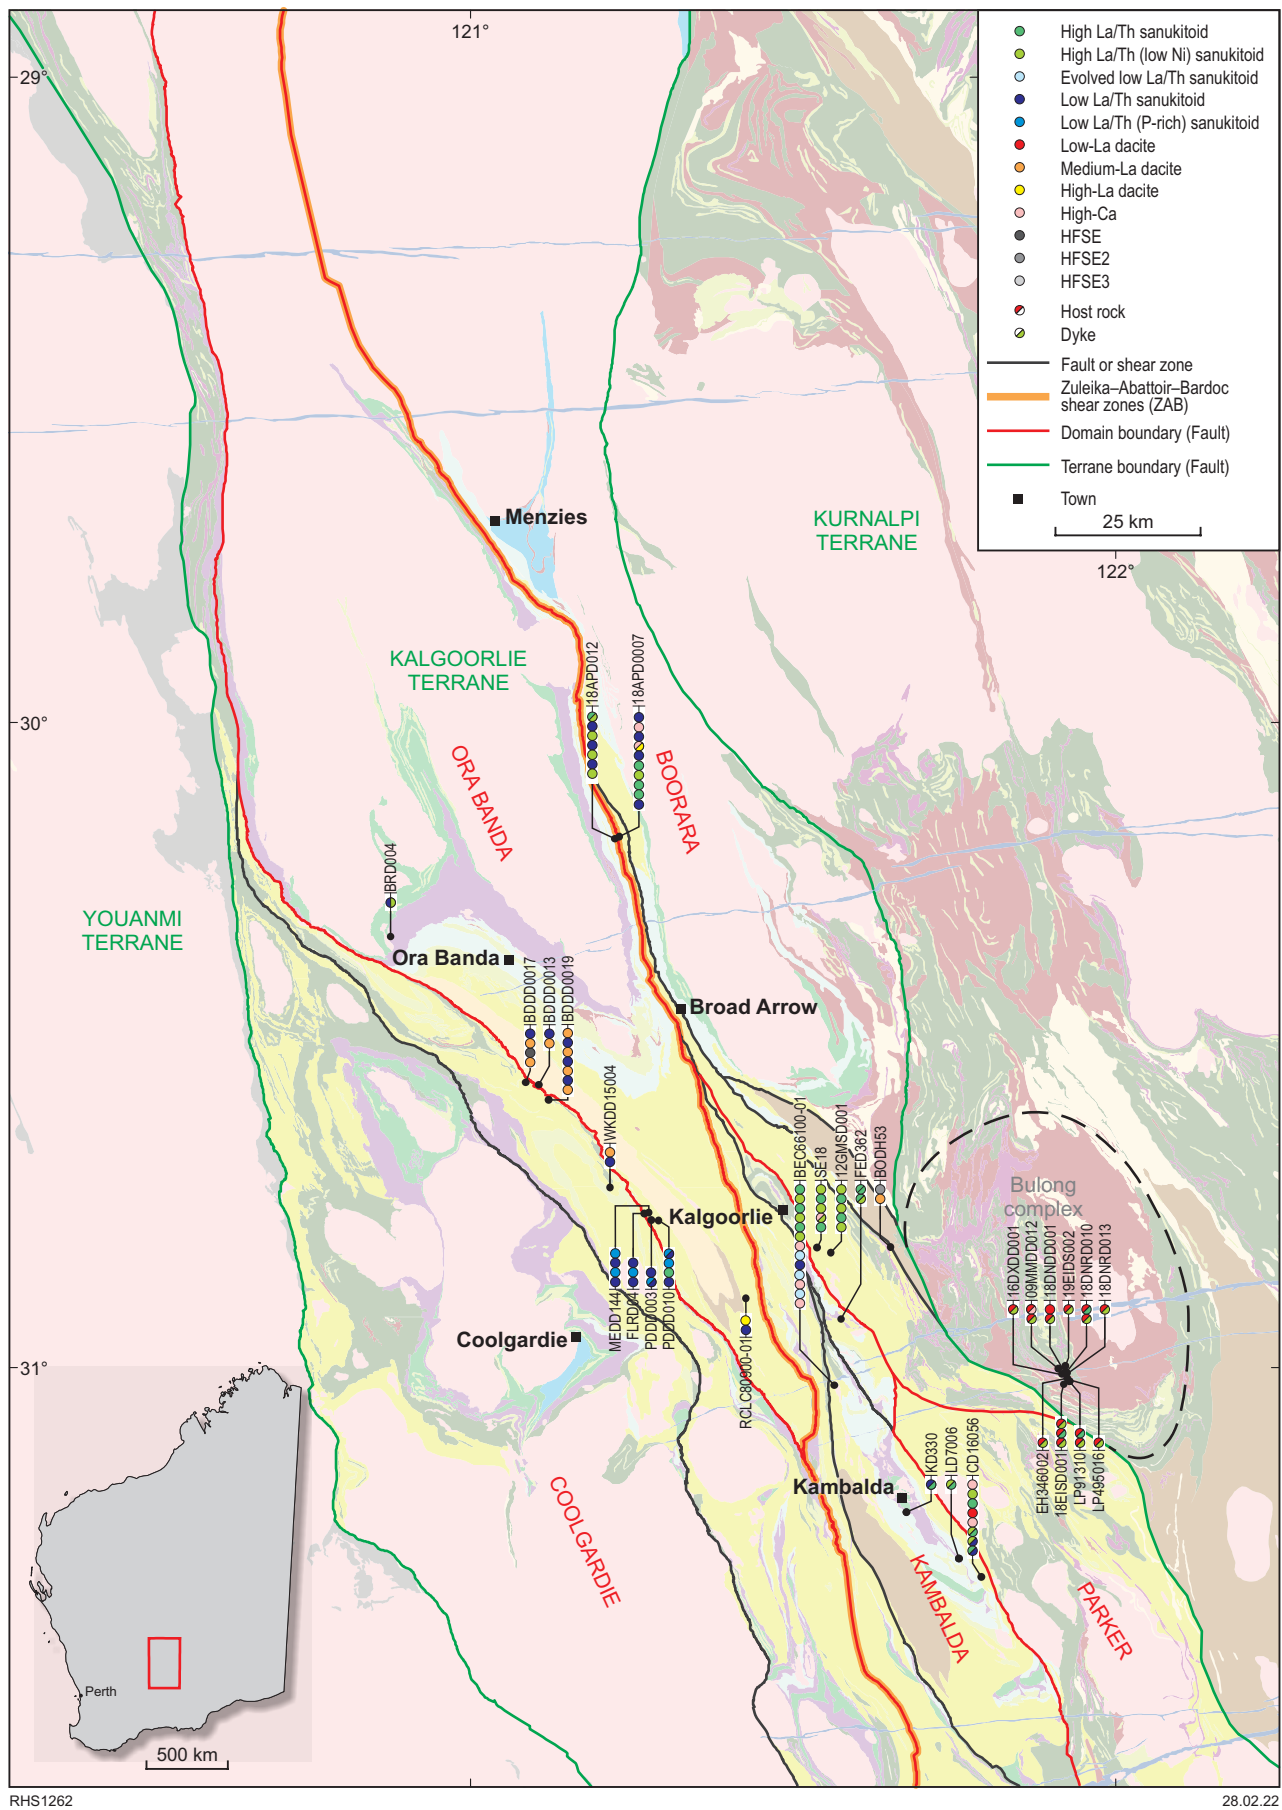 121°
29°
High La/Th sanukitoid
High La/Th (low Ni) sanukitoid
Evolved low La/Th sanukitoid
Low La/Th sanukitoid
Low La/Th (P-rich) sanukitoid
Low-La dacite
Medium-La dacite
High-La dacite
High-Ca
HFSE
HFSE2
HFSE3
Host rock
Dyke
Fault or shear zone
Zuleika–Abattoir–Bardoc
shear zones (ZAB)
Domain boundary (Fault)
Terrane boundary (Fault)
Town
25 km
122°
Menzies
KURNALPI
TERRANE
KALGOORLIE
TERRANE
18APD012
18APD0007
30°
ORA BANDA
BOORARA
BRD004
YOUANMI
TERRANE
Ora Banda
BDDD0017
BDDD0013
BDDD0019
Broad Arrow
WKDD15004
BEC66100-01
SE18
12GMSD001
FED362
BODH53
Bulong
complex
Kalgoorlie
16DXDD001
09MMDD012
18DNDD001
19EIDS002
18DNRD010
18DNRD013
MEDD144
FLRD04
PDDD003
PDDD010
Coolgardie
RCLC80900-01
31°
EH346002
18EISD001
LP91310
LP495016
KD330
LD7006
CD16056
Kambalda
COOLGARDIE
KAMBALDA
PARKER
Perth
500 km
RHS1262
28.02.22